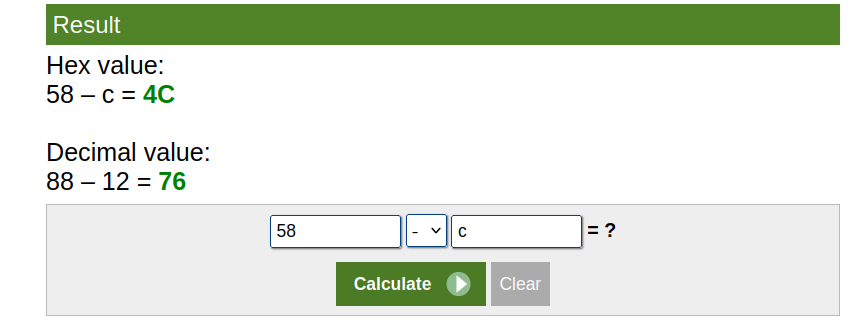 Result
Hex value:
58 – c = 4C
Decimal value:
88 – 12 = 76
58 - c = ?
Calculate Clear